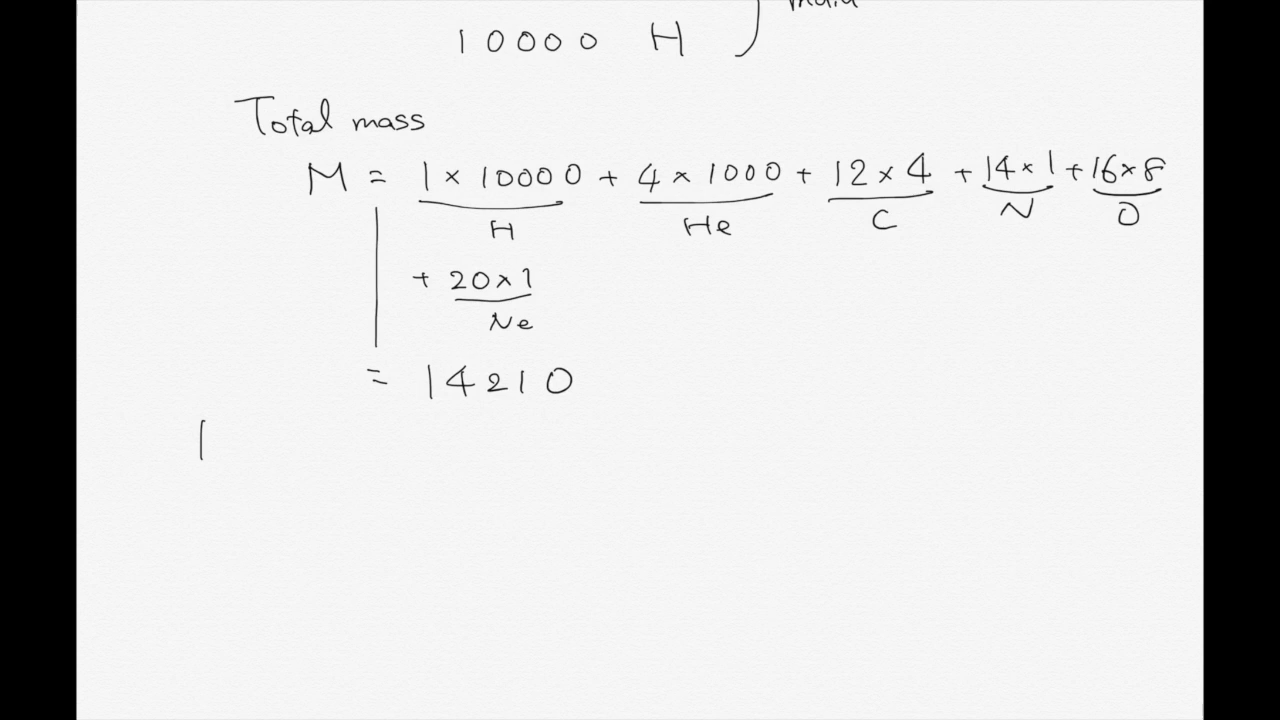 10000 H
Total mass
M = 1 × 10000 + 4 × 1000 + 12 × 4 + 14 × 1 + 16 × 8
H He C N O
+ 20 × 1
Ne
= 14210